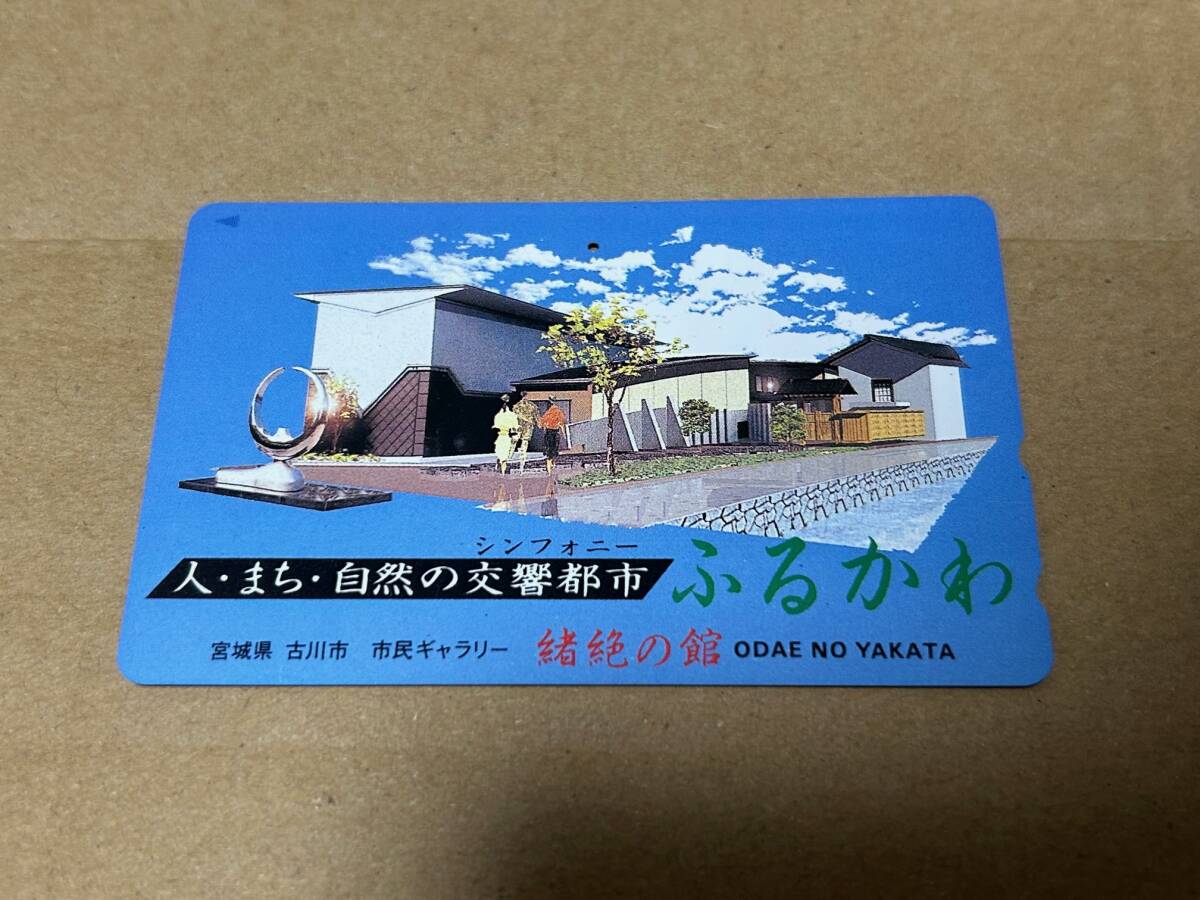 シンフォニー
人・まち・自然の交響都市 ふるかわ
宮城県 古川市 市民ギャラリー 緒絶の館 ODAE NO YAKATA